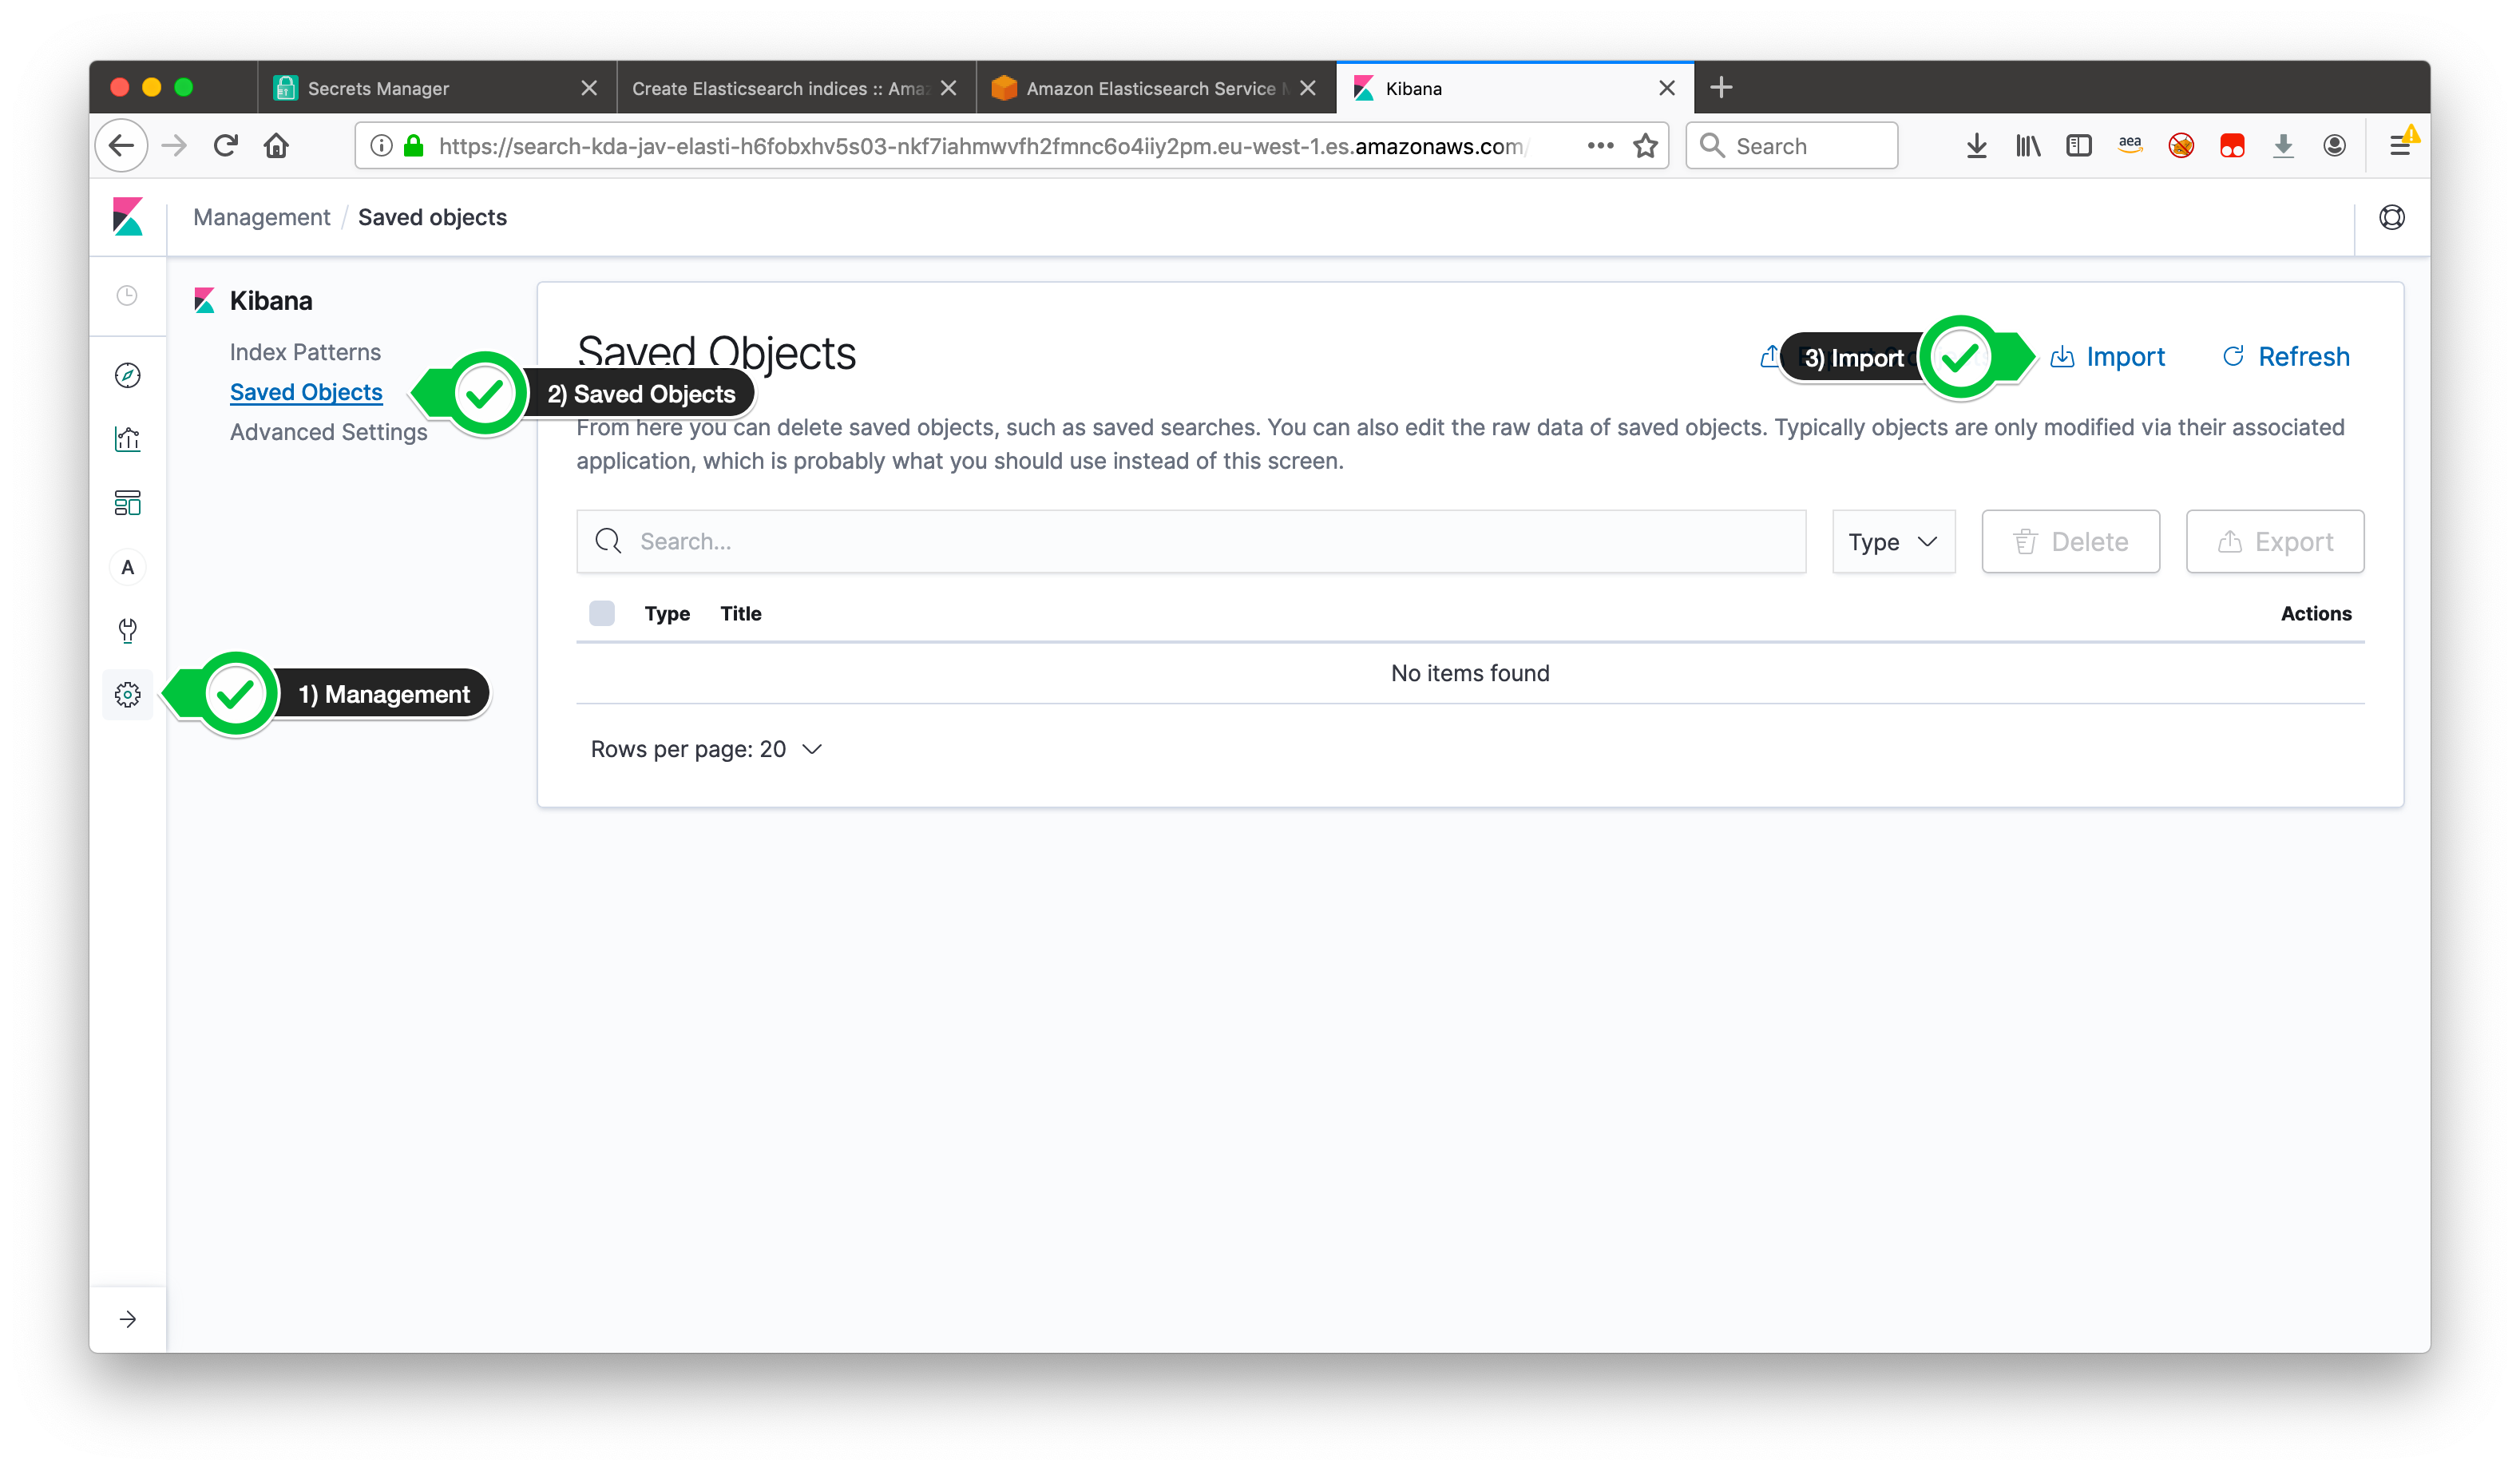 Secrets Manager
Create Elasticsearch indices :: Ama
Amazon Elasticsearch Service
Kibana
https://search-kda-jav-elasti-h6fobxhv5s03-nkf7iahmwvfh2fmnc6o4iiy2pm.eu-west-1.es.amazonaws.com/
Search
aea
Management / Saved objects
Kibana
Index Patterns
Saved Objects
Advanced Settings
A
1) Management
2) Saved Objects
Saved Objects
3) Import
Import
Refresh
From here you can delete saved objects, such as saved searches. You can also edit the raw data of saved objects. Typically objects are only modified via their associated
application, which is probably what you should use instead of this screen.
Search...
Type
Delete
Export
Type Title Actions
No items found
Rows per page: 20